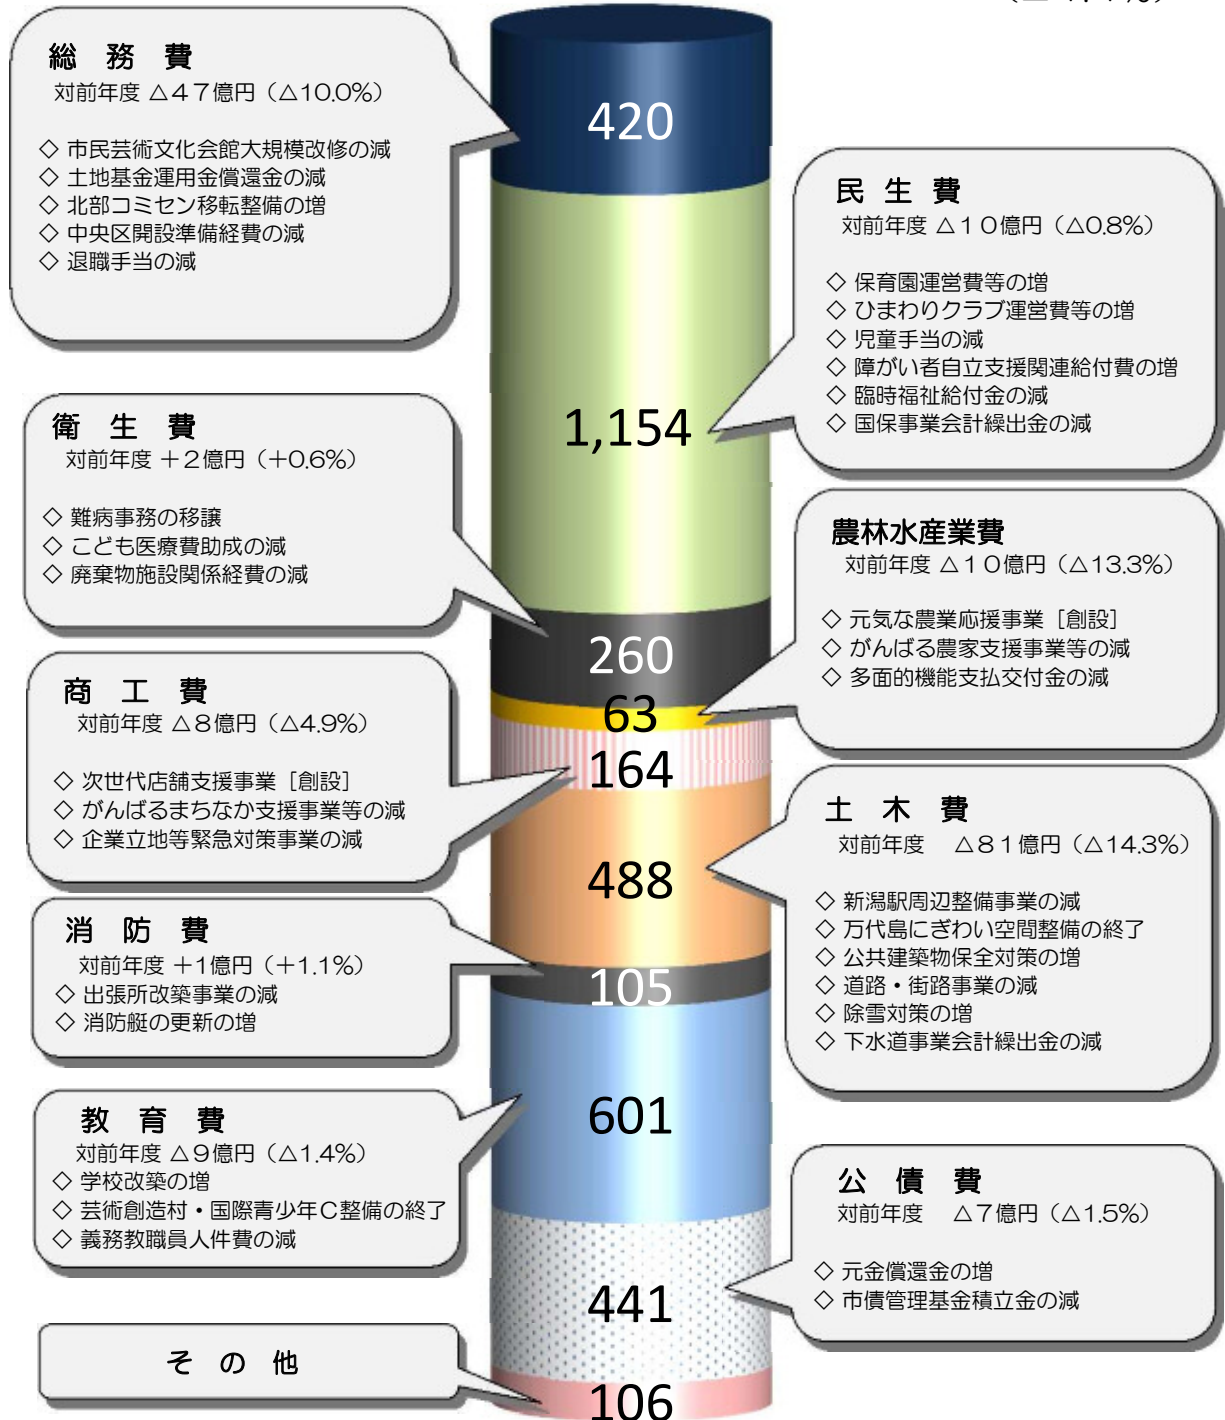 総務費
対前年度 △47億円（△10.0%）
◇ 市民芸術文化会館大規模改修の減
◇ 土地基金運用金償還金の減
◇ 北部コミセン移転整備の増
◇ 中央区開設準備経費の減
◇ 退職手当の減
420
民生費
対前年度 △10億円（△0.8%）
◇ 保育園運営費等の増
◇ ひまわりクラブ運営費等の増
◇ 児童手当の減
◇ 障がい者自立支援関連給付費の増
◇ 臨時福祉給付金の減
◇ 国保事業会計繰出金の減
1,154
衛生費
対前年度 +2億円（+0.6%）
◇ 難病事務の移譲
◇ こども医療費助成の減
◇ 廃棄物施設関係経費の減
260
農林水産業費
対前年度 △10億円（△13.3%）
◇ 元気な農業応援事業［創設］
◇ がんばる農家支援事業等の減
◇ 多面的機能支払交付金の減
63
商工費
対前年度 △8億円（△4.9%）
◇ 次世代店舗支援事業［創設］
◇ がんばるまちなか支援事業等の減
◇ 企業立地等緊急対策事業の減
164
土木費
対前年度 △81億円（△14.3%）
◇ 新潟駅周辺整備事業の減
◇ 万代島にぎわい空間整備の終了
◇ 公共建築物保全対策の増
◇ 道路・街路事業の減
◇ 除雪対策の増
◇ 下水道事業会計繰出金の減
488
消防費
対前年度 +1億円（+1.1%）
◇ 出張所改築事業の減
◇ 消防艇の更新の増
105
教育費
対前年度 △9億円（△1.4%）
◇ 学校改築の増
◇ 芸術創造村・国際青少年C整備の終了
◇ 義務教職員人件費の減
601
公債費
対前年度 △7億円（△1.5%）
◇ 元金償還金の増
◇ 市債管理基金積立金の減
441
その他
106